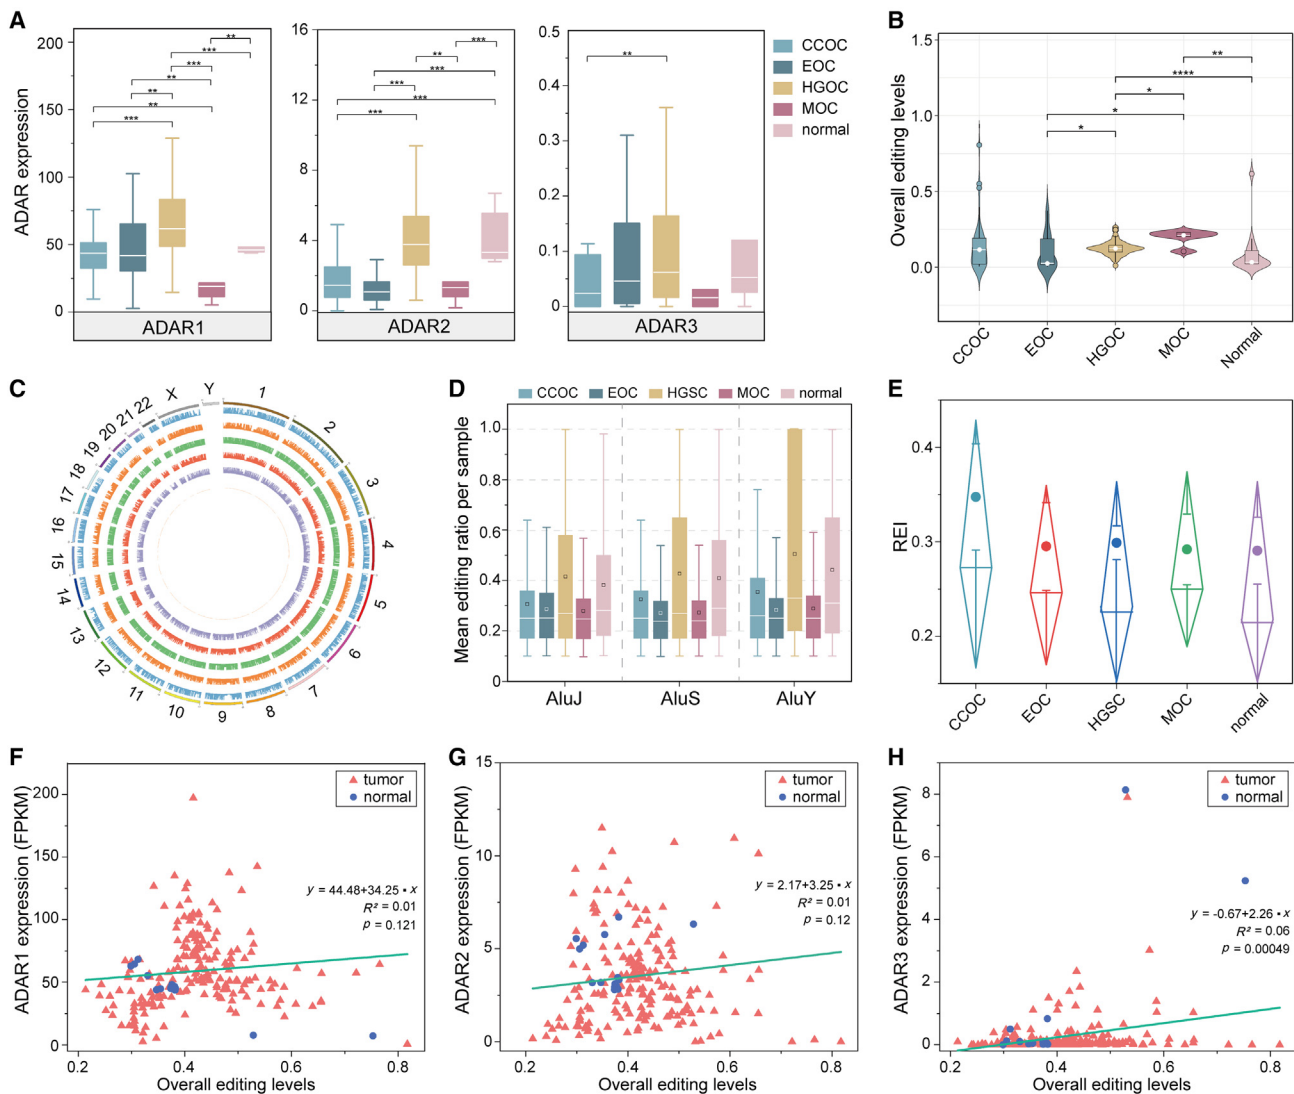 A
ADAR expression
200
150
100
50
0
**
***
***
**
**
**
***
ADAR1
16
12
8
4
0
***
**
***
***
***
***
ADAR2
0.5
0.4
0.3
0.2
0.1
0
**
ADAR3
CCOC
EOC
HGOC
MOC
normal
B
Overall editing levels
1.5
1.0
0.5
0.0
**
****
*
*
*
CCOC
EOC
HGOC
MOC
Normal
C
1
2
3
4
5
6
7
8
9
10
11
12
13
14
15
16
17
18
19
20
21
22
X
Y
D
CCOC EOC HGSC MOC normal
Mean editing ratio per sample
1.0
0.8
0.6
0.4
0.2
0
AluJ AluS AluY
E
REI
0.4
0.3
0.2
CCOC
EOC
HGSC
MOC
normal
F
ADAR1 expression (FPKM)
200
150
100
50
0
tumor
normal
y = 44.48+34.25 • x
R² = 0.01
p = 0.121
0.2 0.4 0.6 0.8
Overall editing levels
G
ADAR2 expression (FPKM)
15
10
5
0
tumor
normal
y = 2.17+3.25 • x
R² = 0.01
p = 0.12
0.2 0.4 0.6 0.8
Overall editing levels
H
ADAR3 expression (FPKM)
8
6
4
2
0
tumor
normal
y = -0.67+2.26 • x
R² = 0.06
p = 0.00049
0.2 0.4 0.6 0.8
Overall editing levels